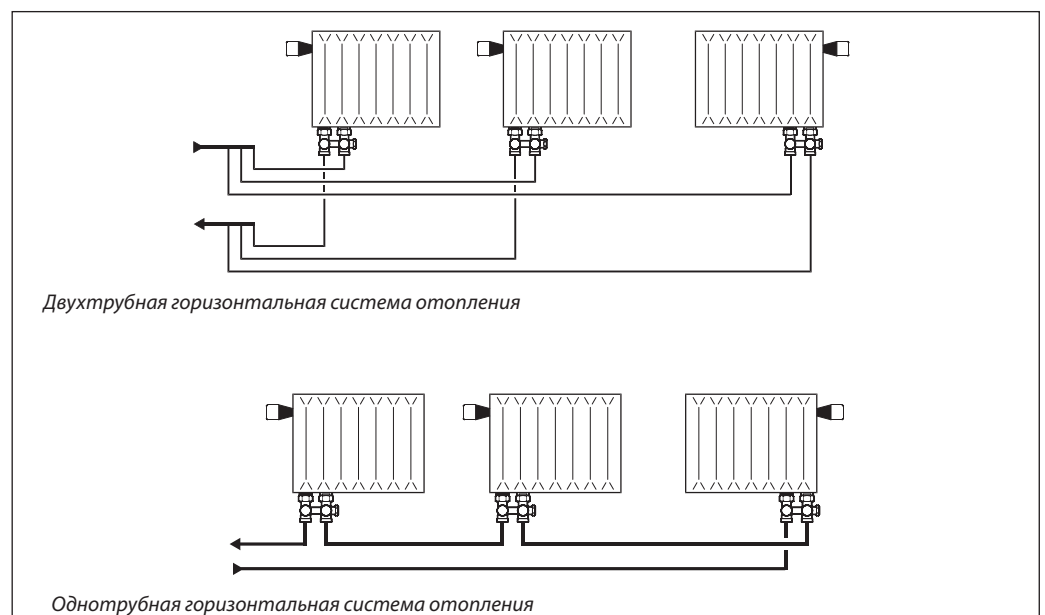 Двухтрубная горизонтальная система отопления
Однотрубная горизонтальная система отопления